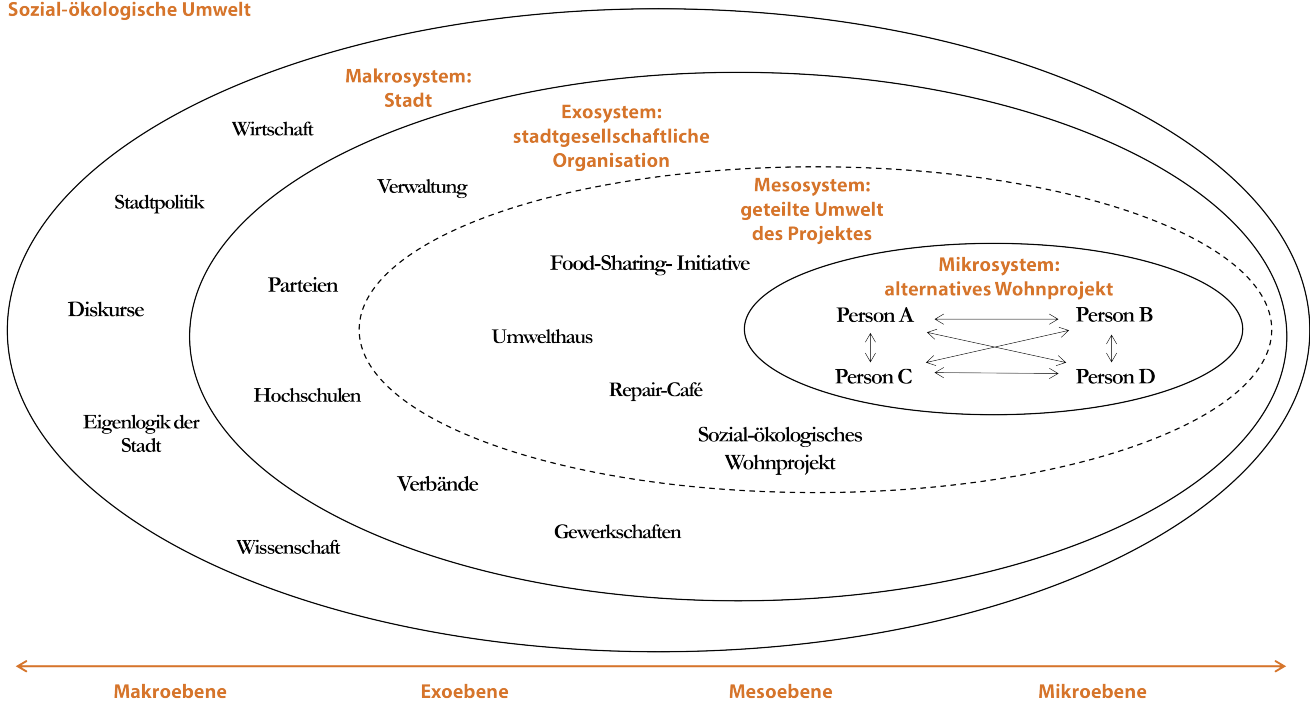 Sozial-ökologische Umwelt
Makrosystem:
Stadt
Wirtschaft
Stadtpolitik
Diskurse
Eigenlogik der
Stadt
Wissenschaft
Exosystem:
stadtgesellschaftliche
Organisation
Verwaltung
Parteien
Hochschulen
Verbände
Gewerkschaften
Mesosystem:
geteilte Umwelt
des Projektes
Food-Sharing- Initiative
Umwelthaus
Repair-Café
Sozial-ökologisches
Wohnprojekt
Mikrosystem:
alternatives Wohnprojekt
Person A
Person B
Person C
Person D
Makroebene
Exoebene
Mesoebene
Mikroebene